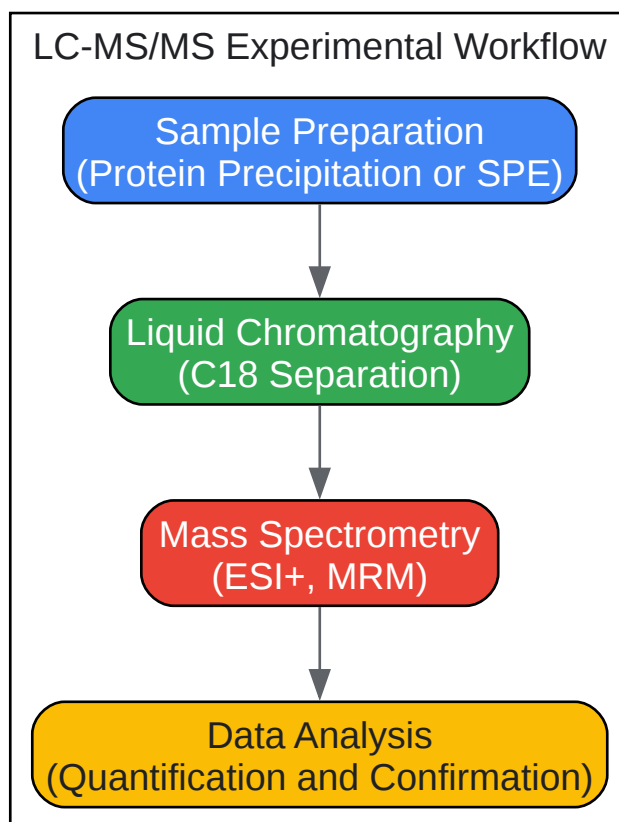 LC-MS/MS Experimental Workflow
Sample Preparation
(Protein Precipitation or SPE)
Liquid Chromatography
(C18 Separation)
Mass Spectrometry
(ESI+, MRM)
Data Analysis
(Quantification and Confirmation)